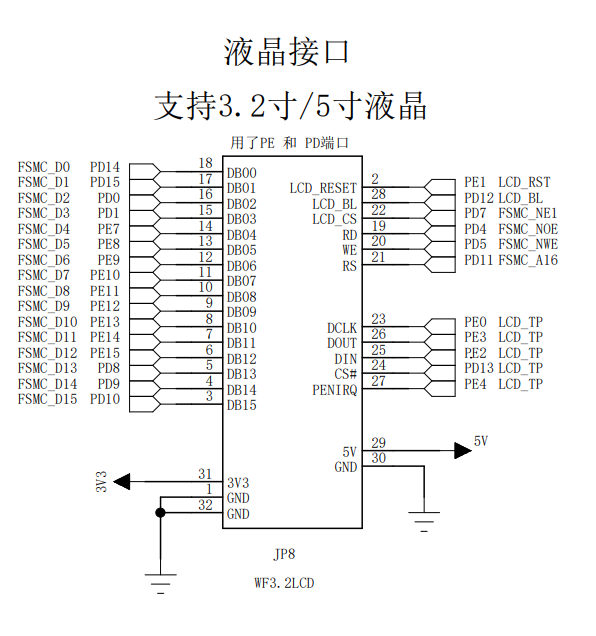 液晶接口
支持3.2寸/5寸液晶
用了PE 和 PD端口
FSMC_D0 PD14 18 DB00
FSMC_D1 PD15 17 DB01
FSMC_D2 PD0 16 DB02
FSMC_D3 PD1 15 DB03
FSMC_D4 PE7 14 DB04
FSMC_D5 PE8 13 DB05
FSMC_D6 PE9 12 DB06
FSMC_D7 PE10 11 DB07
FSMC_D8 PE11 10 DB08
FSMC_D9 PE12 9 DB09
FSMC_D10 PE13 8 DB10
FSMC_D11 PE14 7 DB11
FSMC_D12 PE15 6 DB12
FSMC_D13 PD8 5 DB13
FSMC_D14 PD9 4 DB14
FSMC_D15 PD10 3 DB15
LCD_RESET 2 PE1 LCD_RST
LCD_BL 28 PD12 LCD_BL
LCD_CS 22 PD7 FSMC_NE1
RD 19 PD4 FSMC_NOE
WE 20 PD5 FSMC_NWE
RS 21 PD11 FSMC_A16
DCLK 23 PE0 LCD_TP
DOUT 26 PE3 LCD_TP
DIN 25 PE2 LCD_TP
CS# 24 PD13 LCD_TP
PENIRQ 27 PE4 LCD_TP
5V 29 5V
GND 30
3V3 31 3V3
1 GND
32 GND
JP8
WF3.2LCD